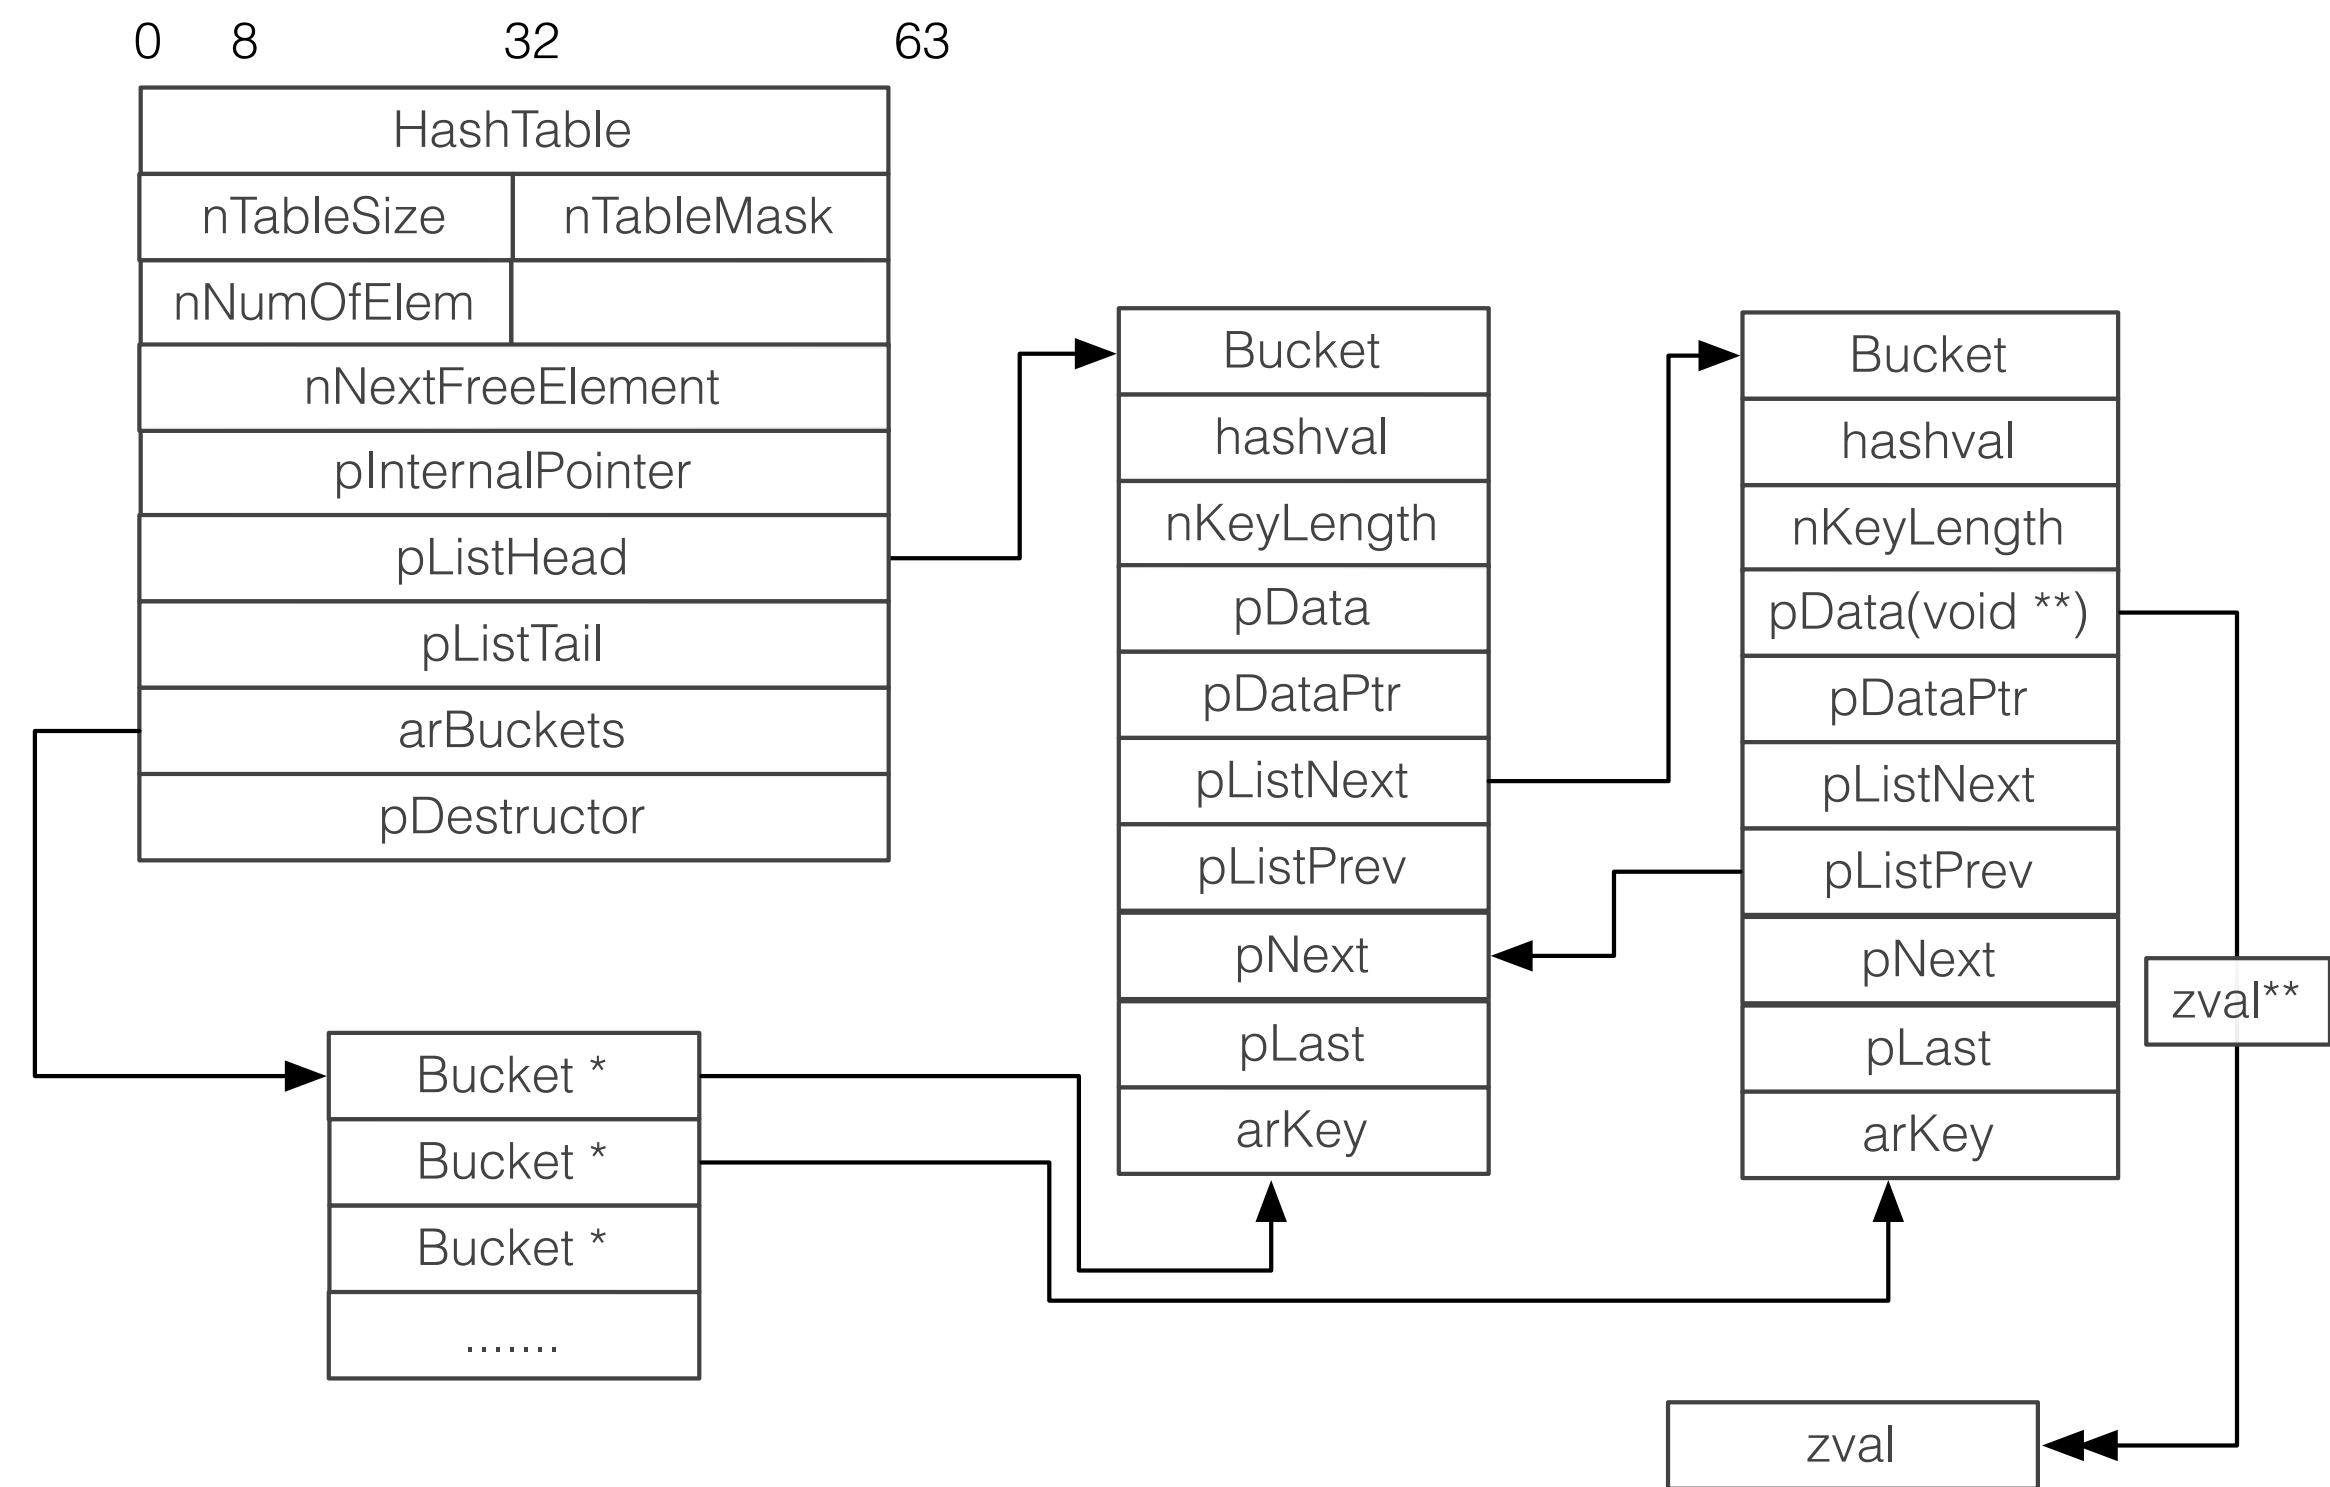 0 8 32 63
HashTable
nTableSize nTableMask
nNumOfElem
nNextFreeElement
pInternalPointer
pListHead
pListTail
arBuckets
pDestructor
Bucket *
Bucket *
Bucket *
.......
Bucket
hashval
nKeyLength
pData
pDataPtr
pListNext
pListPrev
pNext
pLast
arKey
Bucket
hashval
nKeyLength
pData(void **)
pDataPtr
pListNext
pListPrev
pNext
pLast
arKey
zval**
zval